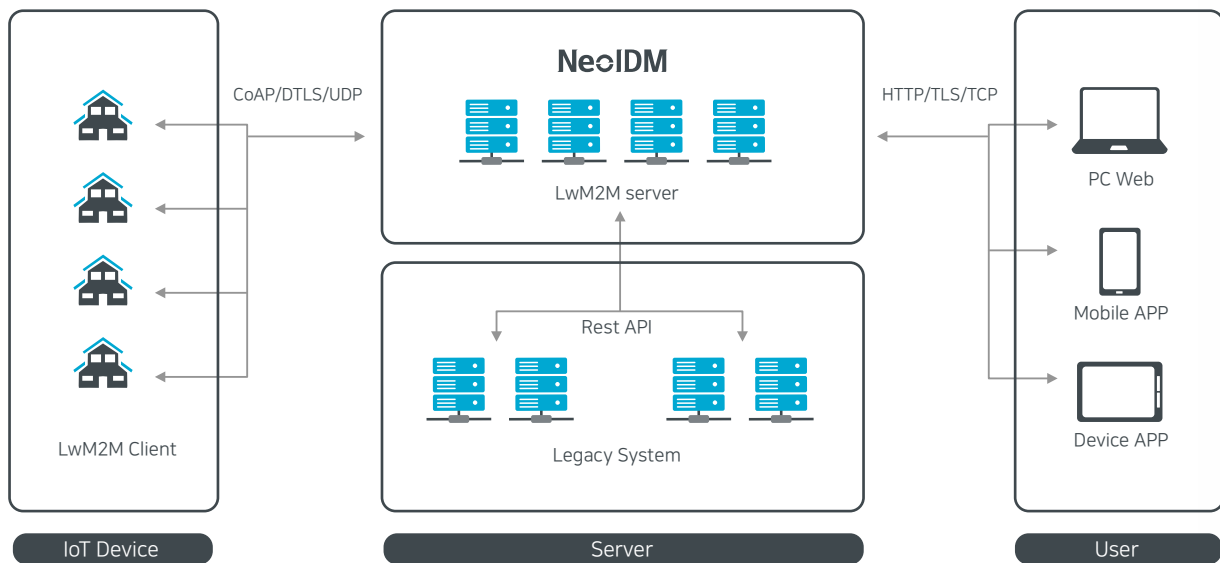 NeoIDM
CoAP/DTLS/UDP
HTTP/TLS/TCP
PC Web
LwM2M server
Mobile APP
Rest API
Device APP
LwM2M Client
Legacy System
IoT Device
Server
User